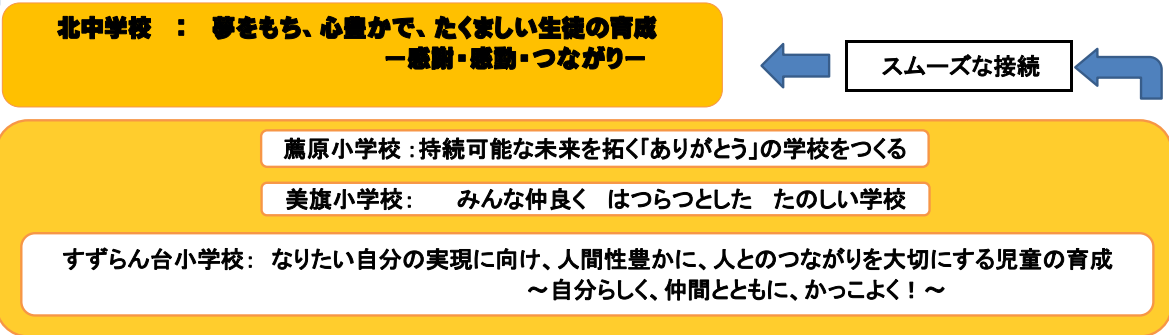 北中学校 : 夢をもち、心豊かで、たくましい生徒の育成
ー感謝・感動・つながりー
スムーズな接続
薦原小学校:持続可能な未来を拓く「ありがとう」の学校をつくる
美旗小学校: みんな仲良く はつらつとした たのしい学校
すずらん台小学校: なりたい自分の実現に向け、人間性豊かに、人とのつながりを大切にする児童の育成
~自分らしく、仲間とともに、かっこよく!~